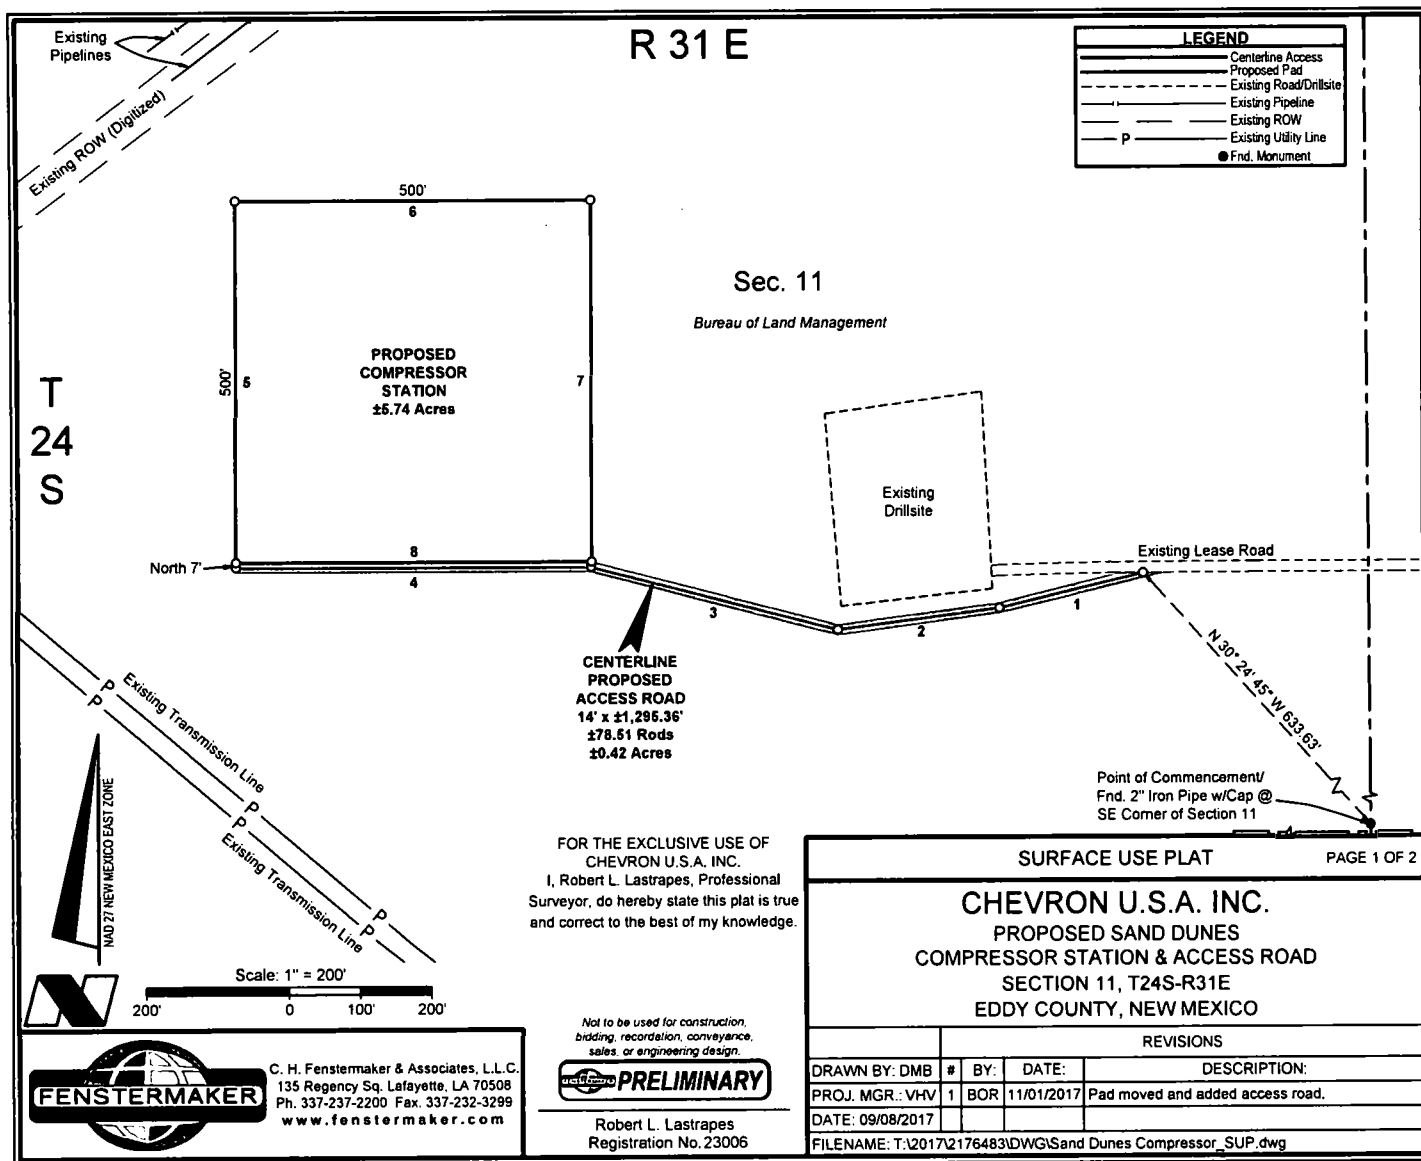 R 31 E
Existing
Pipelines
Existing ROW (Digitized)
LEGEND
Centerline Access
Proposed Pad
Existing Road/Drillsite
Existing Pipeline
Existing ROW
P Existing Utility Line
Fnd. Monument
500'
6
Sec. 11
Bureau of Land Management
PROPOSED
COMPRESSOR
STATION
±5.74 Acres
500'
5
7
T
24
S
Existing
Drillsite
Existing Lease Road
8
North 7'
4
3
2
1
CENTERLINE
PROPOSED
ACCESS ROAD
14' x ±1,295.36'
±78.51 Rods
±0.42 Acres
N 30° 24' 45" W 633.63'
P
P
Existing Transmission Line
P
P
Existing Transmission Line
P
P
Point of Commencement/
Fnd. 2" Iron Pipe w/Cap @
SE Corner of Section 11
NAD 27 NEW MEXICO EAST ZONE
Scale: 1" = 200'
200' 0 100' 200'
FOR THE EXCLUSIVE USE OF
CHEVRON U.S.A. INC.
I, Robert L. Lastrapes, Professional
Surveyor, do hereby state this plat is true
and correct to the best of my knowledge.
Not to be used for construction,
bidding, recordation, conveyance,
sales, or engineering design.
PRELIMINARY
Robert L. Lastrapes
Registration No. 23006
FENSTERMAKER
C. H. Fenstermaker & Associates, L.L.C.
135 Regency Sq. Lafayette, LA 70508
Ph. 337-237-2200 Fax. 337-232-3299
www.fenstermaker.com
SURFACE USE PLAT PAGE 1 OF 2
CHEVRON U.S.A. INC.
PROPOSED SAND DUNES
COMPRESSOR STATION & ACCESS ROAD
SECTION 11, T24S-R31E
EDDY COUNTY, NEW MEXICO
REVISIONS
DRAWN BY: DMB # BY: DATE: DESCRIPTION:
PROJ. MGR.: VHV 1 BOR 11/01/2017 Pad moved and added access road.
DATE: 09/08/2017
FILENAME: T:\2017\2176483\DWG\Sand Dunes Compressor_SUP.dwg